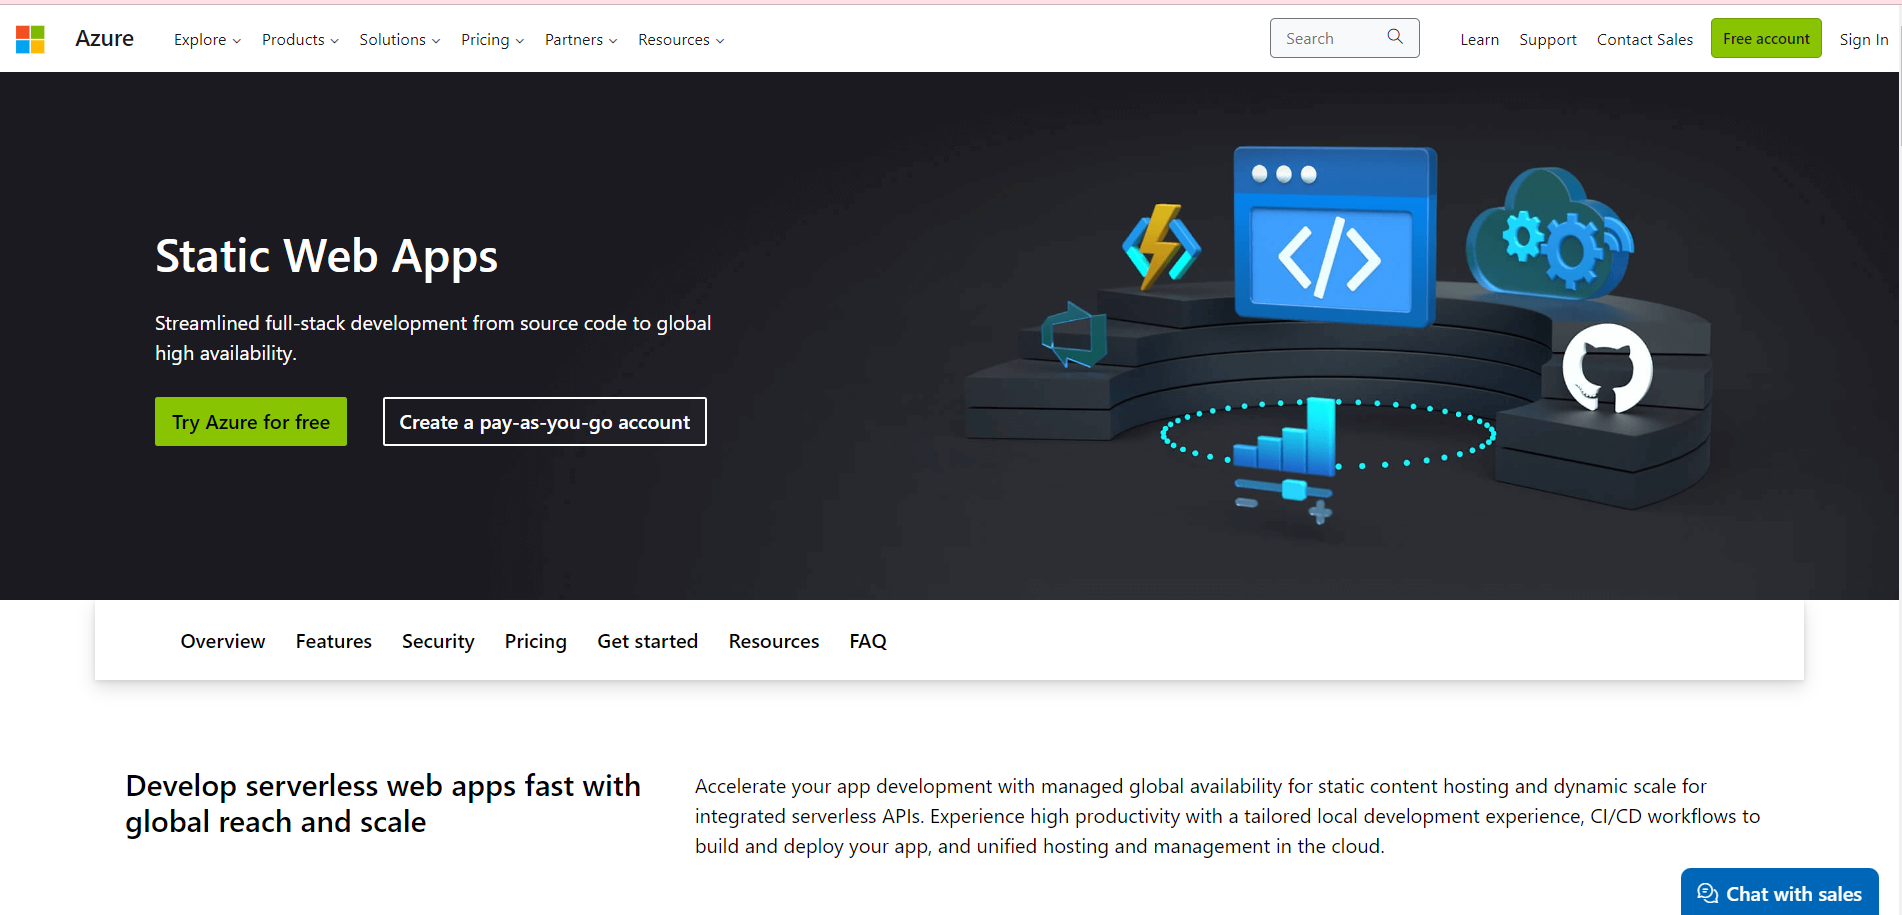 Azure
Explore
Products
Solutions
Pricing
Partners
Resources
Search
Learn
Support
Contact Sales
Free account
Sign In
Static Web Apps
Streamlined full-stack development from source code to global
high availability.
Try Azure for free
Create a pay-as-you-go account
</>
Overview
Features
Security
Pricing
Get started
Resources
FAQ
Develop serverless web apps fast with
global reach and scale
Accelerate your app development with managed global availability for static content hosting and dynamic scale for
integrated serverless APIs. Experience high productivity with a tailored local development experience, CI/CD workflows to
build and deploy your app, and unified hosting and management in the cloud.
Chat with sales